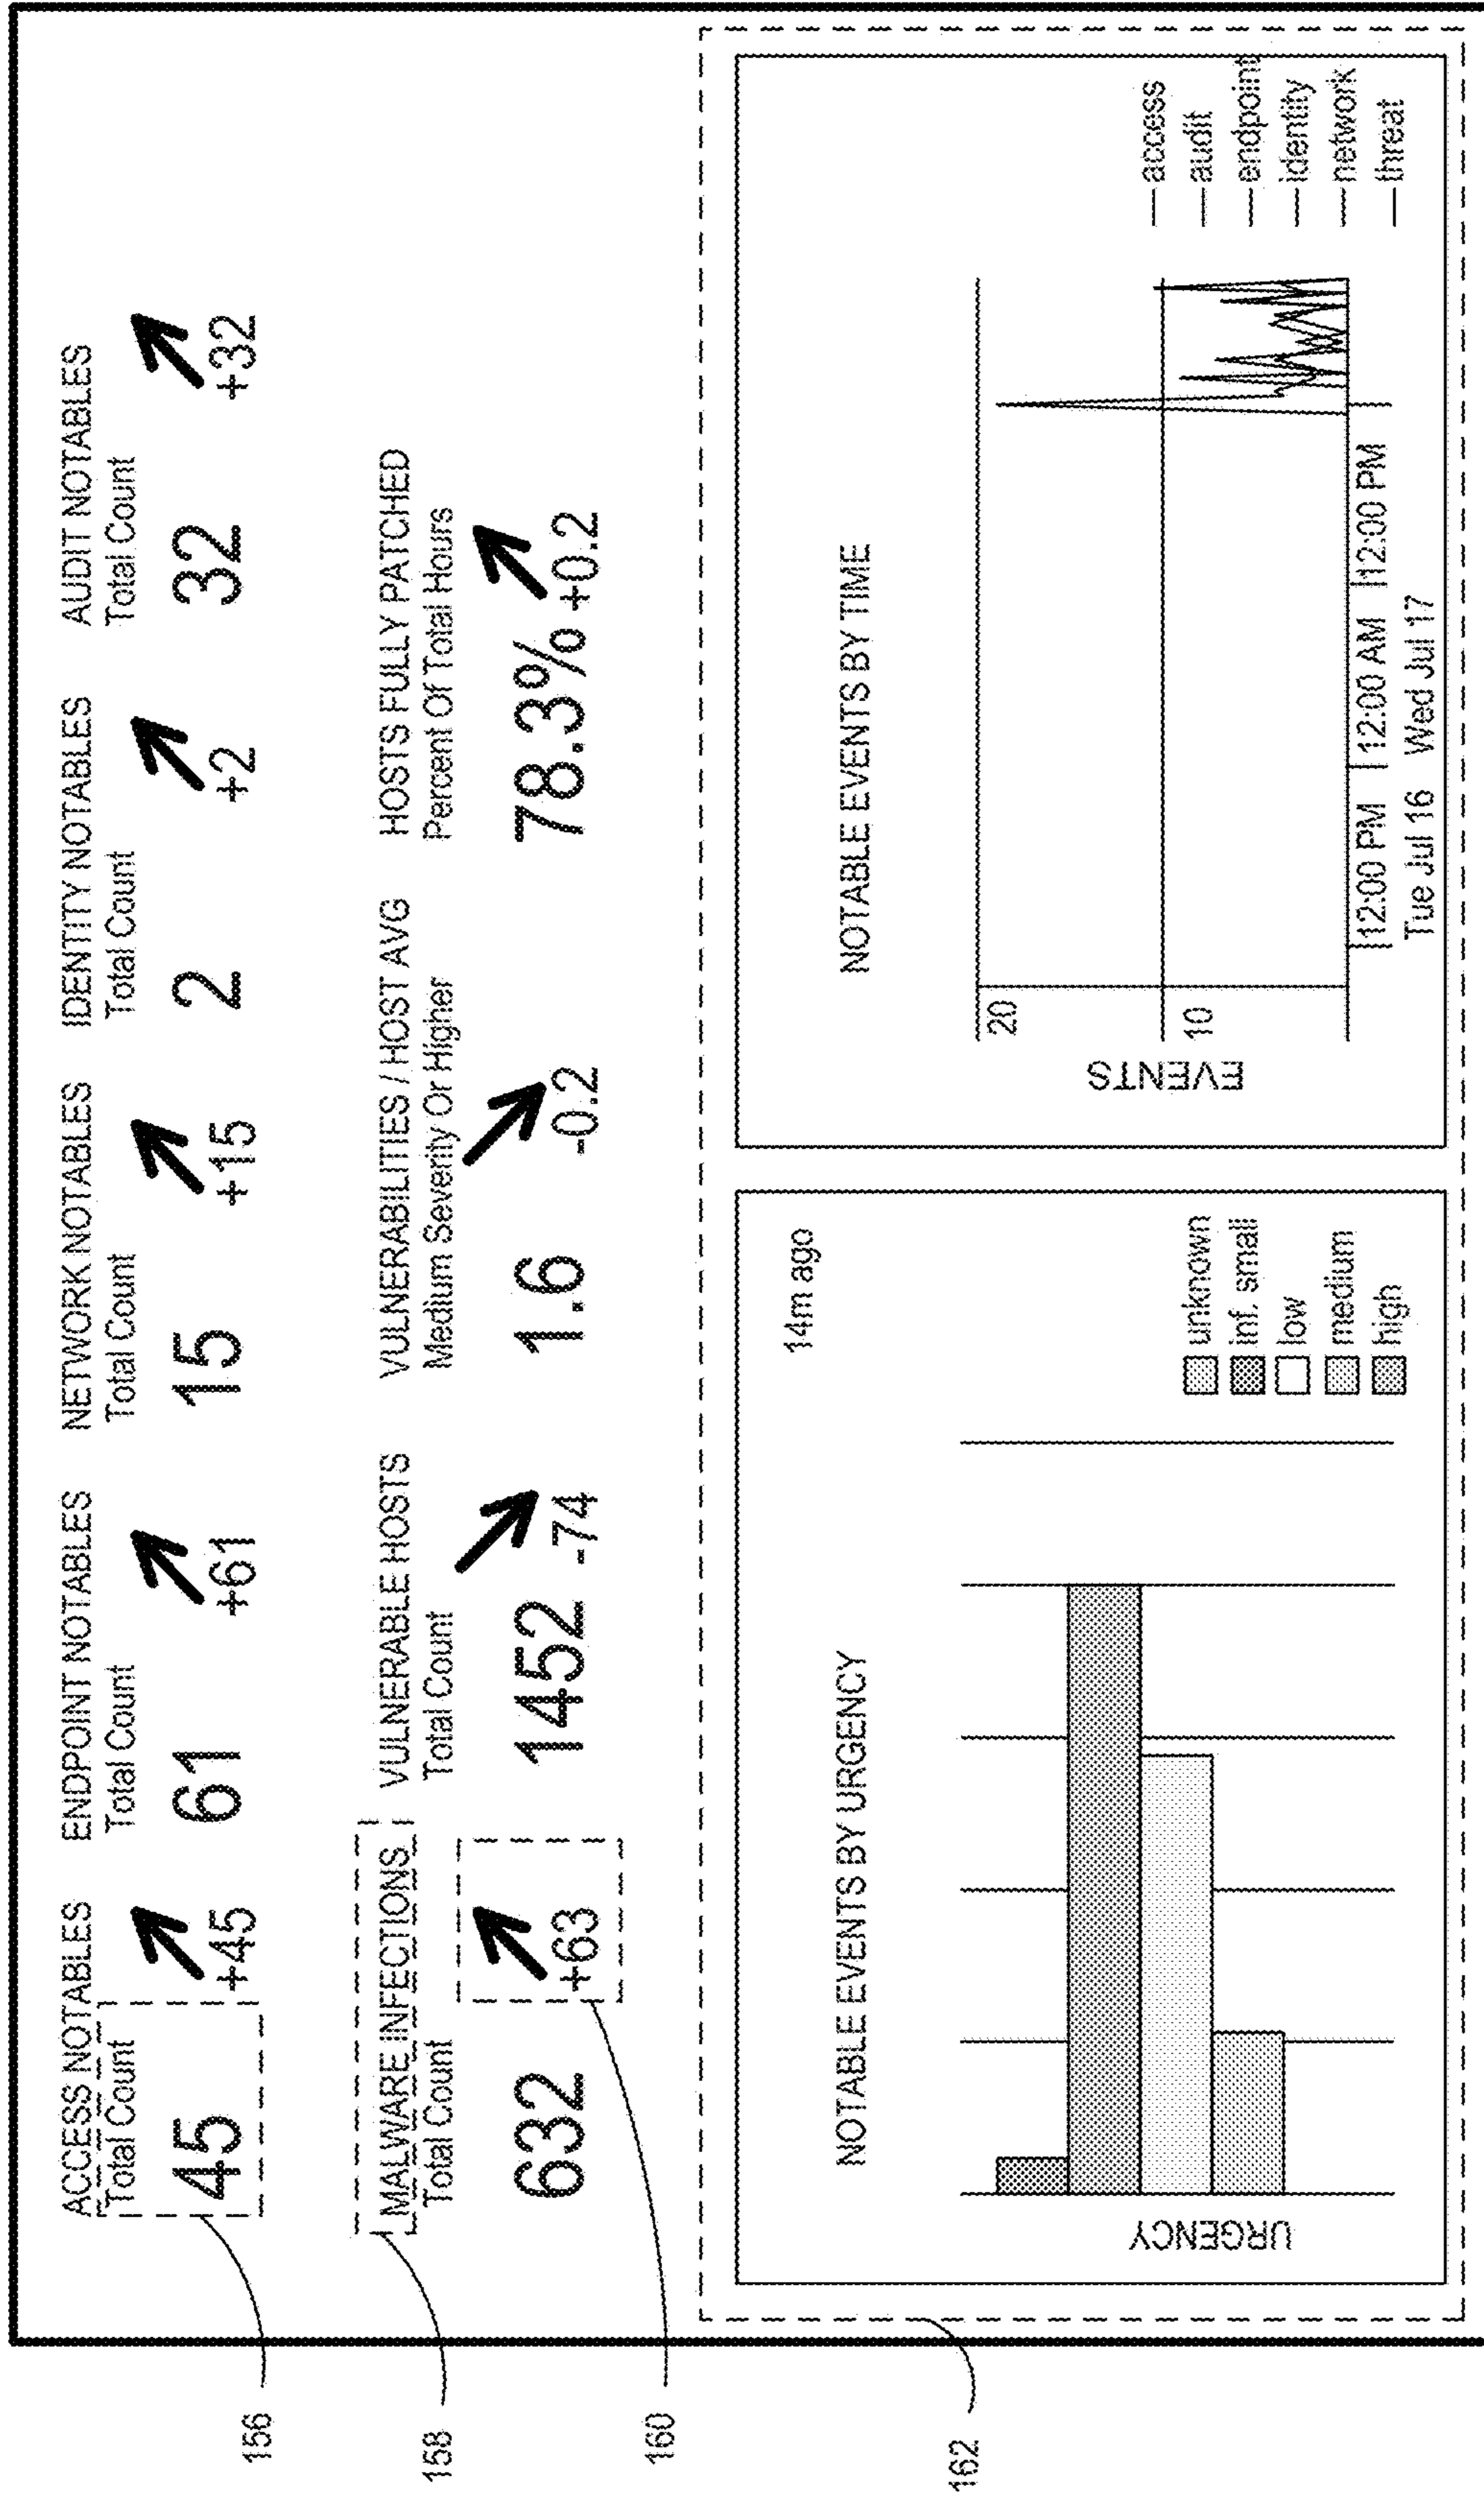 ACCESS NOTABLES ENDPOINT NOTABLES NETWORK NOTABLES IDENTITY NOTABLES AUDIT NOTABLES
Total Count Total Count Total Count Total Count Total Count
45 +45 61 +61 15 +15 2 +2 32 +32
MALWARE INFECTIONS VULNERABLE HOSTS VULNERABILITIES / HOST AVG HOSTS FULLY PATCHED
Total Count Total Count Medium Severity Or Higher Percent Of Total Hours
632 +63 1452 -74 1.6 -0.2 78.3% +0.2
156
158
160
162
14m ago
NOTABLE EVENTS BY URGENCY
URGENCY
unknown
inf. small
low
medium
high
NOTABLE EVENTS BY TIME
EVENTS
20
10
12:00 PM 12:00 AM 12:00 PM
Tue Jul 16 Wed Jul 17
access
audit
endpoint
identity
network
threat